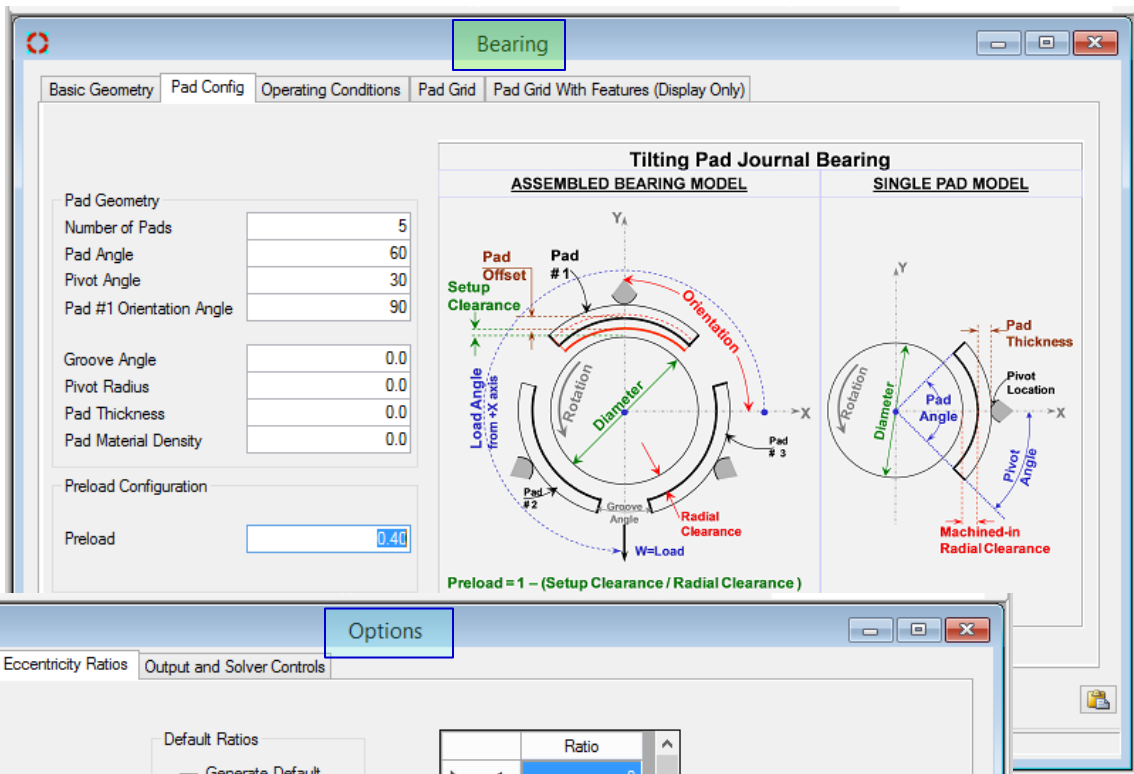 Bearing
Basic Geometry Pad Config Operating Conditions Pad Grid Pad Grid With Features (Display Only)
Tilting Pad Journal Bearing
ASSEMBLED BEARING MODEL SINGLE PAD MODEL
Pad Geometry
Number of Pads 5
Pad Angle 60
Pivot Angle 30
Pad #1 Orientation Angle 90
Groove Angle 0.0
Pivot Radius 0.0
Pad Thickness 0.0
Pad Material Density 0.0
Preload Configuration
Preload 0.40
Y
Pad
Offset
Pad
#1
Setup
Clearance
Orientation
Load Angle
from +X axis
Rotation
Diameter
X
Pad
#2
Pad
# 3
Groove
Angle
Radial
Clearance
W=Load
Preload = 1 – (Setup Clearance / Radial Clearance )
Y
Pad
Thickness
Pivot
Location
Rotation
Diameter
Pad
Angle
X
Pivot
Angle
Machined-in
Radial Clearance
Options
Eccentricity Ratios Output and Solver Controls
Default Ratios
Ratio
Generate Default